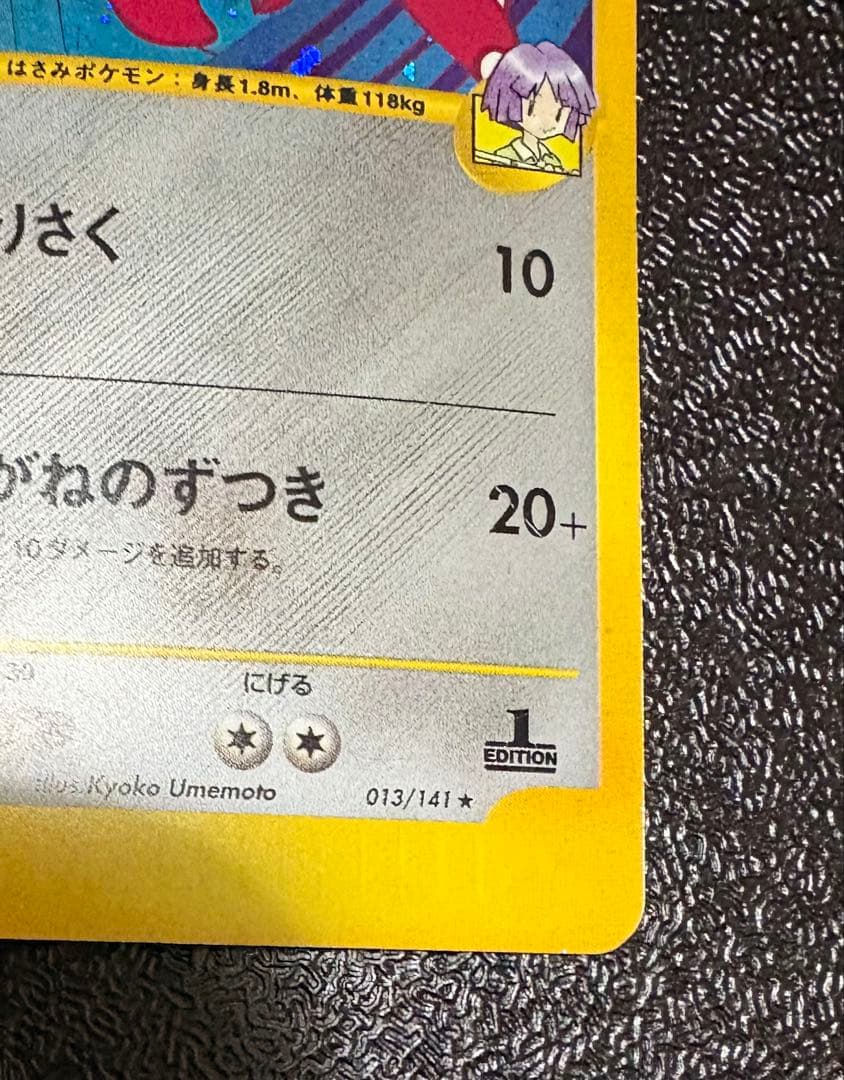 はさみポケモン：身長1.8m、体重118kg
りさく 10
がねのずつき 20+
10ダメージを追加する。
30
にげる
1
EDITION
illus. Kyoko Umemoto 013/141 ★